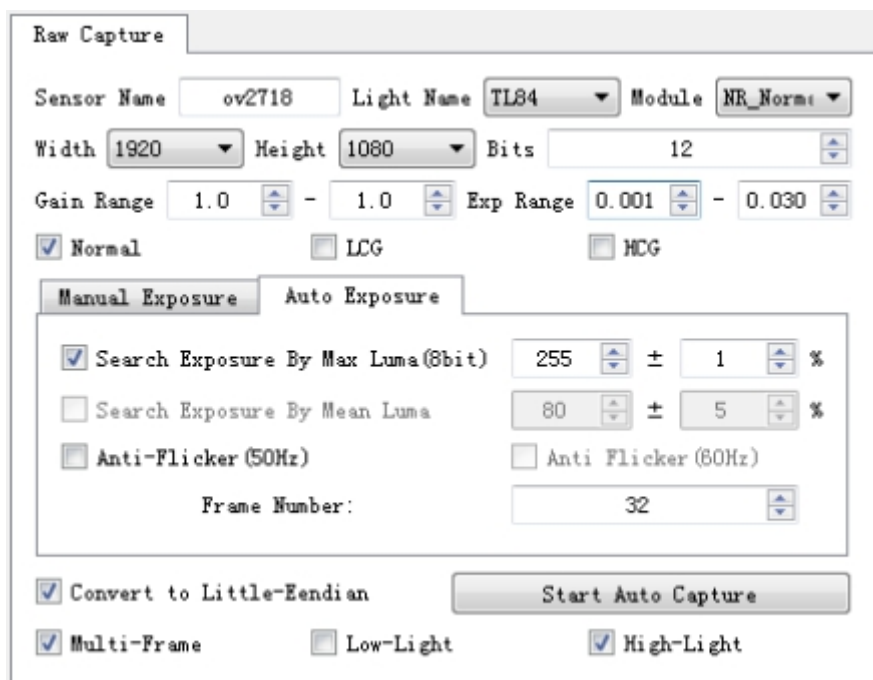 Raw Capture
Sensor Name ov2718 Light Name TL84 Module NR_Norm
Width 1920 Height 1080 Bits 12
Gain Range 1.0 - 1.0 Exp Range 0.001 - 0.030
Normal LCG HCG
Manual Exposure Auto Exposure
Search Exposure By Max Luma(8bit) 255 ± 1 %
Search Exposure By Mean Luma 80 ± 5 %
Anti-Flicker(50Hz) Anti Flicker(60Hz)
Frame Number: 32
Convert to Little-Eendian Start Auto Capture
Multi-Frame Low-Light High-Light